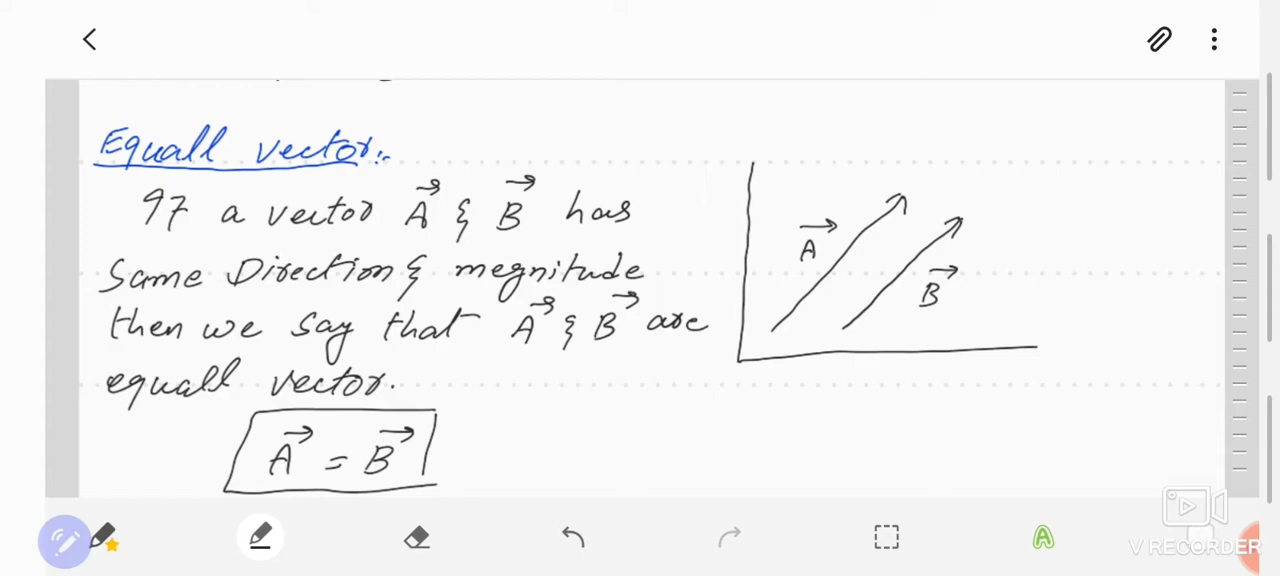 Equall vector:-
If a vector A⃗ & B⃗ has
Same Direction & megnitude
then we say that A⃗ & B⃗ are
equall vector.
A⃗ = B⃗
A⃗
B⃗
A
V RECORDER